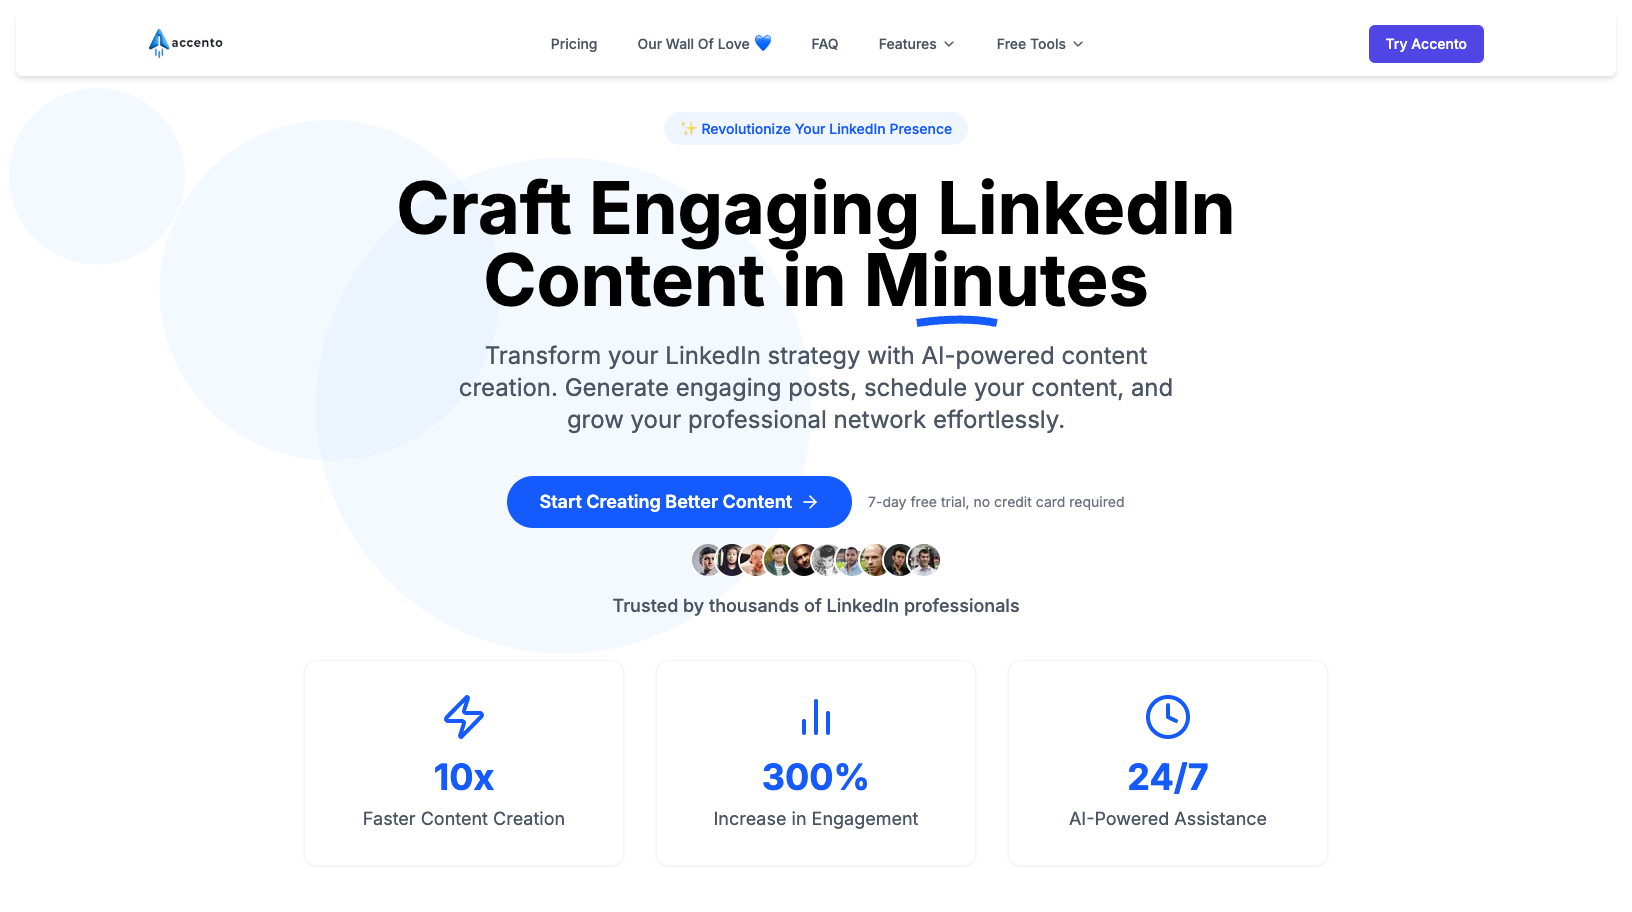 accento
Pricing
Our Wall Of Love 💙
FAQ
Features
Free Tools
Try Accento
✨ Revolutionize Your LinkedIn Presence
Craft Engaging LinkedIn
Content in Minutes
Transform your LinkedIn strategy with AI-powered content
creation. Generate engaging posts, schedule your content, and
grow your professional network effortlessly.
Start Creating Better Content →
7-day free trial, no credit card required
Trusted by thousands of LinkedIn professionals
10x
Faster Content Creation
300%
Increase in Engagement
24/7
AI-Powered Assistance